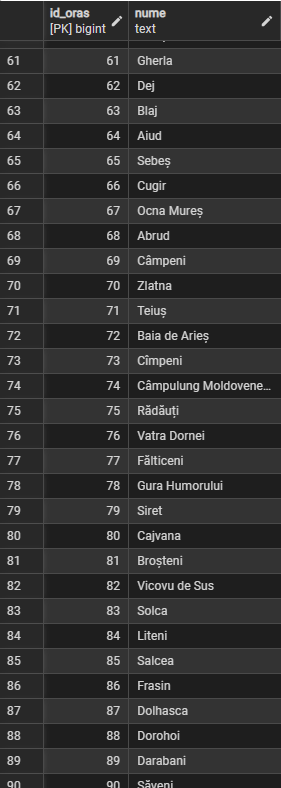 id_oras nume
[PK] bigint text
61 61 Gherla
62 62 Dej
63 63 Blaj
64 64 Aiud
65 65 Sebeș
66 66 Cugir
67 67 Ocna Mureș
68 68 Abrud
69 69 Câmpeni
70 70 Zlatna
71 71 Teiuș
72 72 Baia de Arieș
73 73 Cîmpeni
74 74 Câmpulung Moldovene...
75 75 Rădăuți
76 76 Vatra Dornei
77 77 Fălticeni
78 78 Gura Humorului
79 79 Siret
80 80 Cajvana
81 81 Broșteni
82 82 Vicovu de Sus
83 83 Solca
84 84 Liteni
85 85 Salcea
86 86 Frasin
87 87 Dolhasca
88 88 Dorohoi
89 89 Darabani
90 90 Săveni